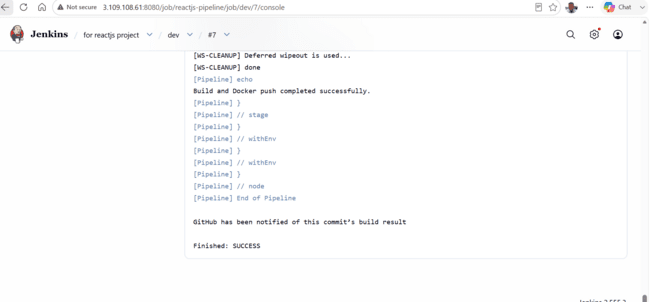 Not secure 3.109.108.61:8080/job/reactjs-pipeline/job/dev/7/console Chat
Jenkins / for reactjs project / dev / #7
[WS-CLEANUP] Deferred wipeout is used...
[WS-CLEANUP] done
[Pipeline] echo
Build and Docker push completed successfully.
[Pipeline] }
[Pipeline] // stage
[Pipeline] }
[Pipeline] // withEnv
[Pipeline] }
[Pipeline] // withEnv
[Pipeline] }
[Pipeline] // node
[Pipeline] End of Pipeline
GitHub has been notified of this commit's build result
Finished: SUCCESS